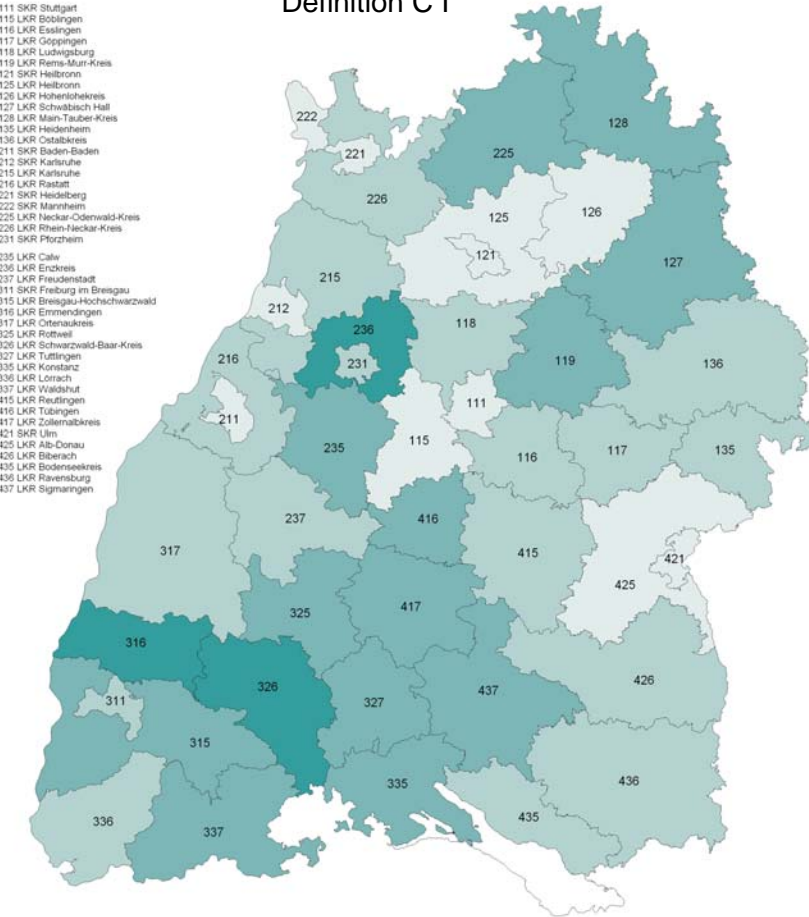 Definition C1
111 SKR Stuttgart
115 LKR Böblingen
116 LKR Esslingen
117 LKR Göppingen
118 LKR Ludwigsburg
119 LKR Rems-Murr-Kreis
121 SKR Heilbronn
125 LKR Heilbronn
126 LKR Hohenlohekreis
127 LKR Schwäbisch Hall
128 LKR Main-Tauber-Kreis
135 LKR Heidenheim
136 LKR Ostalbkreis
211 SKR Baden-Baden
212 SKR Karlsruhe
215 LKR Karlsruhe
216 LKR Rastatt
221 SKR Heidelberg
222 SKR Mannheim
225 LKR Neckar-Odenwald-Kreis
226 LKR Rhein-Neckar-Kreis
231 SKR Pforzheim
235 LKR Calw
236 LKR Enzkreis
237 LKR Freudenstadt
311 SKR Freiburg im Breisgau
315 LKR Breisgau-Hochschwarzwald
316 LKR Emmendingen
317 LKR Ortenaukreis
325 LKR Rottweil
326 LKR Schwarzwald-Baar-Kreis
327 LKR Tuttlingen
335 LKR Konstanz
336 LKR Lörrach
337 LKR Waldshut
415 LKR Reutlingen
416 LKR Tübingen
417 LKR Zollernalbkreis
421 SKR Ulm
425 LKR Alb-Donau
426 LKR Biberach
435 LKR Bodenseekreis
436 LKR Ravensburg
437 LKR Sigmaringen
222
128
221
225
226
125
126
121
127
215
212
236
118
216
231
119
136
111
211
115
235
116
117
135
237
416
317
415
421
425
325
417
316
326
426
437
311
327
315
335
436
336
337
435